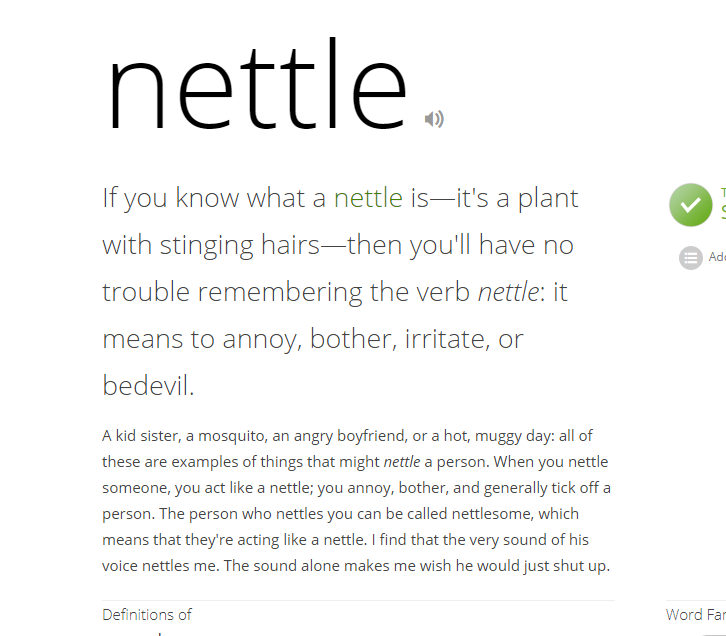 nettle
If you know what a nettle is—it's a plant
with stinging hairs—then you'll have no
trouble remembering the verb nettle: it
means to annoy, bother, irritate, or
bedevil.
A kid sister, a mosquito, an angry boyfriend, or a hot, muggy day: all of
these are examples of things that might nettle a person. When you nettle
someone, you act like a nettle; you annoy, bother, and generally tick off a
person. The person who nettles you can be called nettlesome, which
means that they're acting like a nettle. I find that the very sound of his
voice nettles me. The sound alone makes me wish he would just shut up.
Definitions of
Word